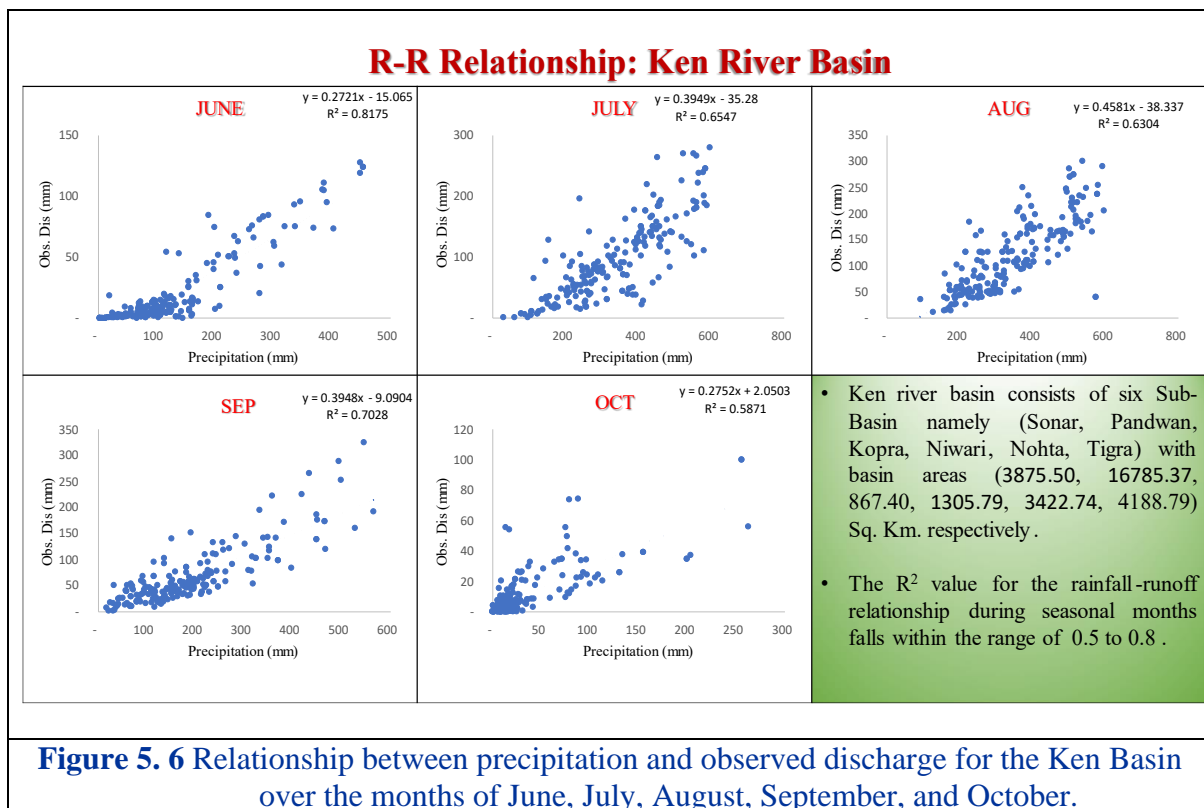 R-R Relationship: Ken River Basin
JUNE
y = 0.2721x - 15.065
R² = 0.8175
150
100
50
-
Obs. Dis (mm)
- 100 200 300 400 500
Precipitation (mm)
JULY
y = 0.3949x - 35.28
R² = 0.6547
300
200
100
-
Obs. Dis (mm)
- 200 400 600 800
Precipitation (mm)
AUG
y = 0.4581x - 38.337
R² = 0.6304
350
300
250
200
150
100
50
-
Obs. Dis (mm)
- 200 400 600 800
Precipitation (mm)
SEP
y = 0.3948x - 9.0904
R² = 0.7028
350
300
250
200
150
100
50
-
Obs. Dis (mm)
- 100 200 300 400 500 600
Precipitation (mm)
OCT
y = 0.2752x + 2.0503
R² = 0.5871
120
100
80
60
40
20
-
Obs. Dis (mm)
- 50 100 150 200 250 300
Precipitation (mm)
• Ken river basin consists of six Sub-
Basin namely (Sonar, Pandwan,
Kopra, Niwari, Nohta, Tigra) with
basin areas (3875.50, 16785.37,
867.40, 1305.79, 3422.74, 4188.79)
Sq. Km. respectively .
• The R² value for the rainfall-runoff
relationship during seasonal months
falls within the range of 0.5 to 0.8 .
Figure 5. 6 Relationship between precipitation and observed discharge for the Ken Basin
over the months of June, July, August, September, and October.